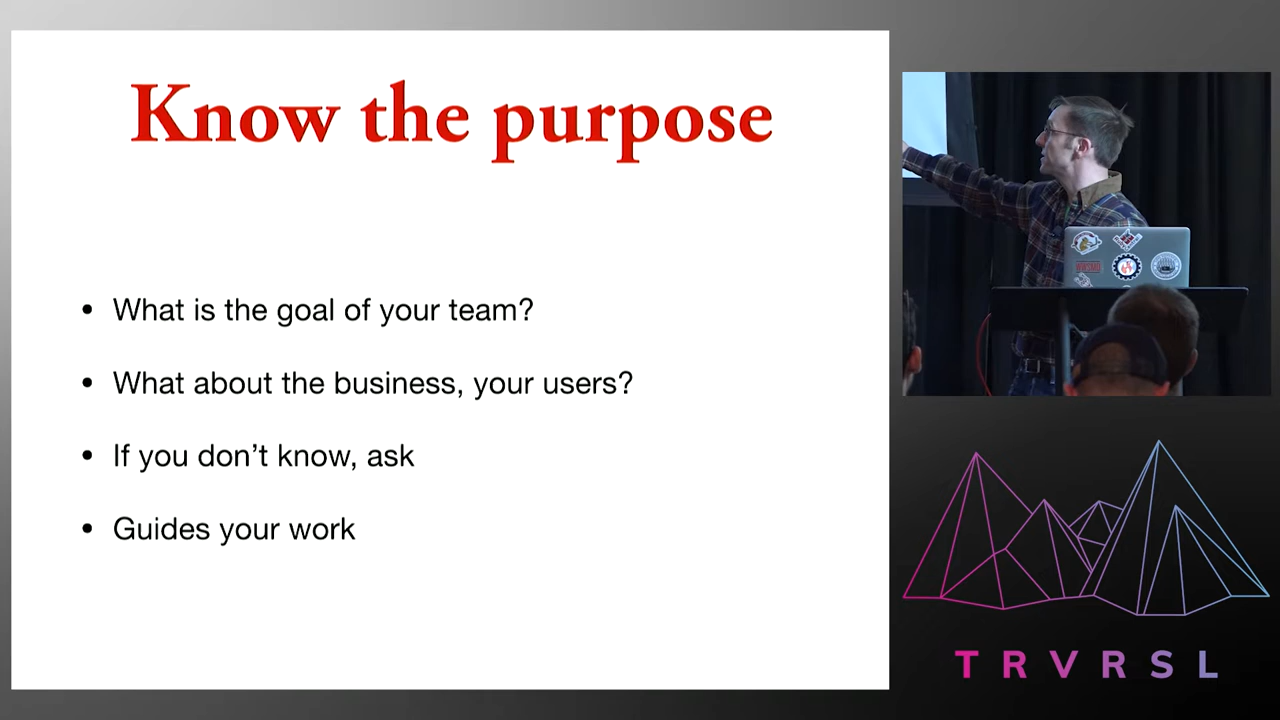 Know the purpose
• What is the goal of your team?
• What about the business, your users?
• If you don’t know, ask
• Guides your work
TRVRSL